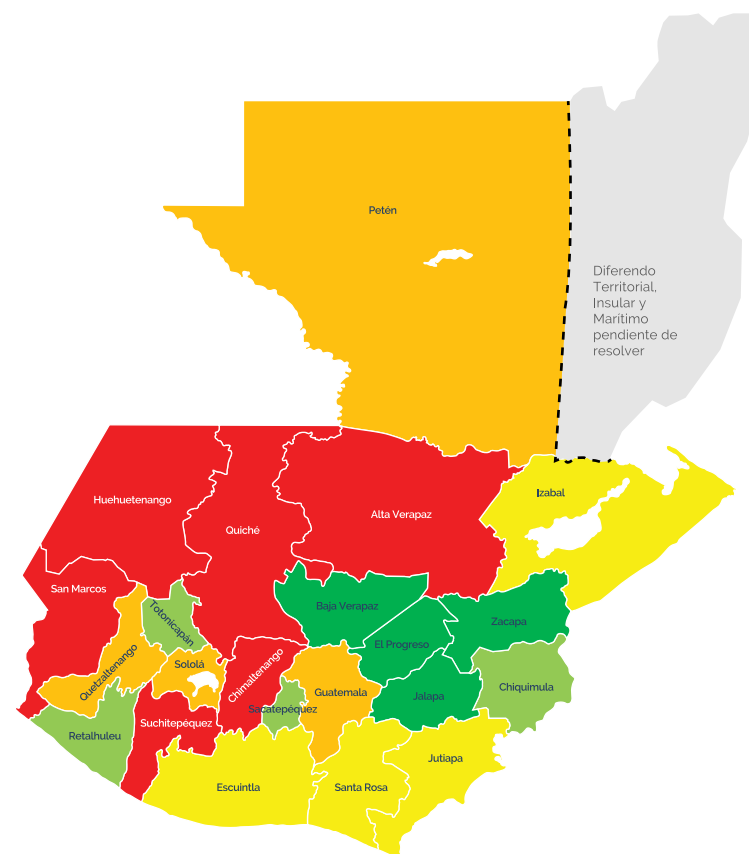 Petén
Diferendo
Territorial,
Insular y
Marítimo
pendiente de
resolver
Izabal
Huehuetenango
Alta Verapaz
Quiché
San Marcos
Totonicapán
Baja Verapaz
Zacapa
El Progreso
Quetzaltenango
Sololá
Chimaltenango
Guatemala
Chiquimula
Jalapa
Sacatepéquez
Suchitepéquez
Retalhuleu
Jutiapa
Escuintla
Santa Rosa